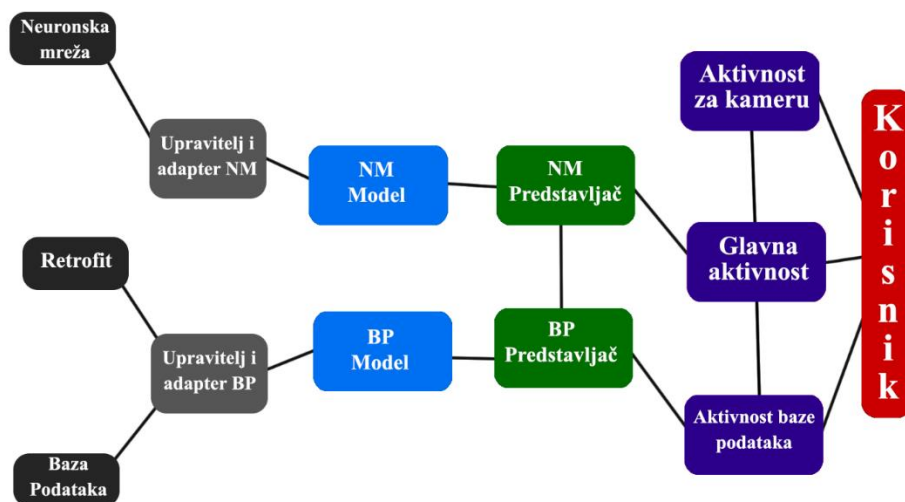 Neuronska
mreža
Upravitelj i
adapter NM
NM
Model
NM
Predstavljač
Aktivnost
za kameru
Glavna
aktivnost
Korisnik
Retrofit
Upravitelj i
adapter BP
BP
Model
BP
Predstavljač
Aktivnost baze
podataka
Baza
Podataka